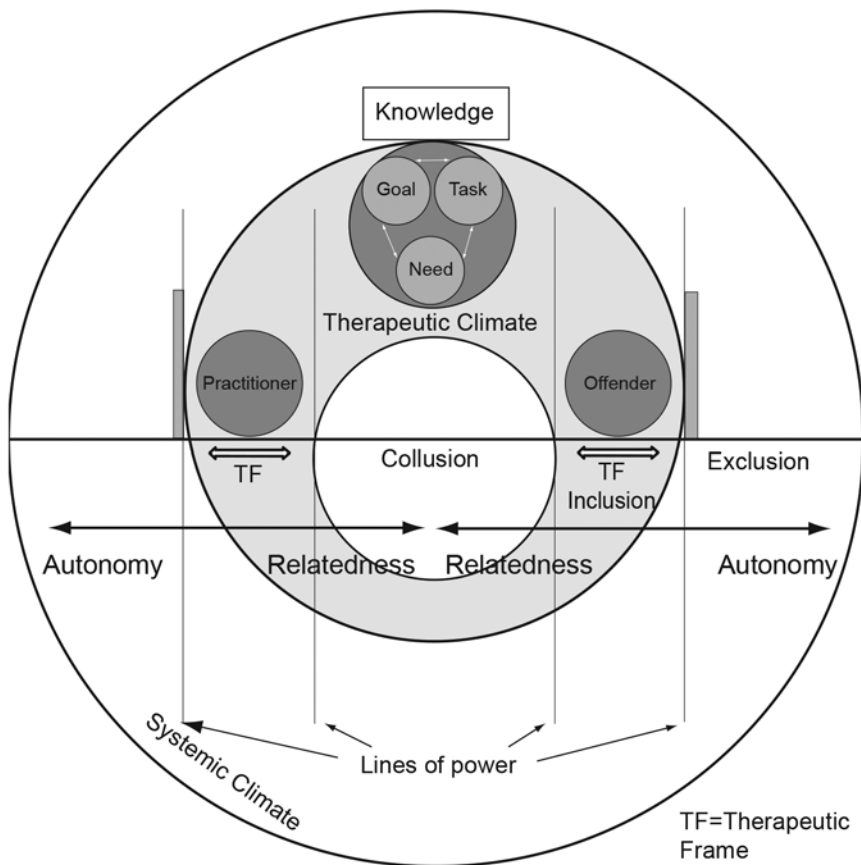 Knowledge
Goal
Task
Need
Therapeutic Climate
Practitioner
Offender
TF
Collusion
TF
Inclusion
Exclusion
Autonomy
Relatedness
Relatedness
Autonomy
Systemic Climate
Lines of power
TF=Therapeutic
Frame